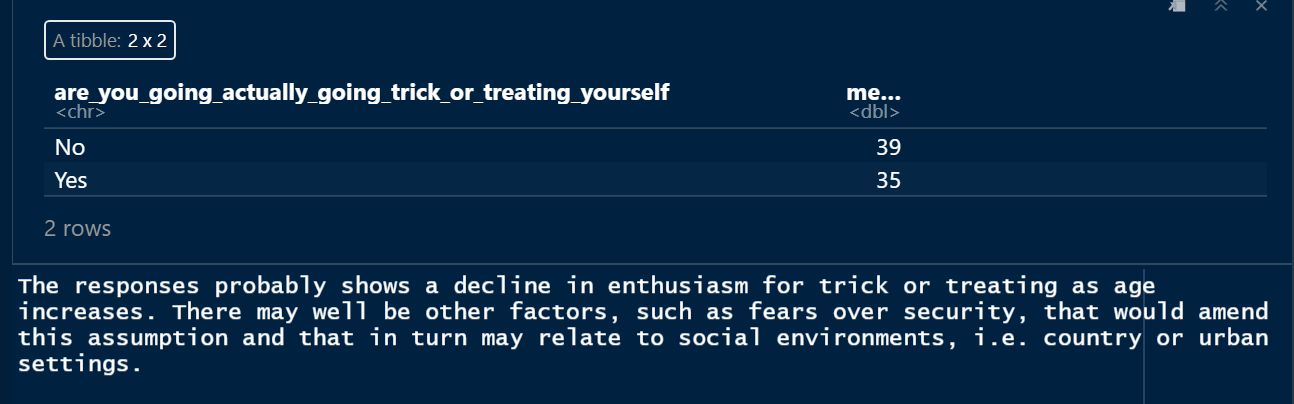 A tibble: 2 x 2
are_you_going_actually_going_trick_or_treating_yourself me...
<chr> <dbl>
No 39
Yes 35
2 rows
The responses probably shows a decline in enthusiasm for trick or treating as age
increases. There may well be other factors, such as fears over security, that would amend
this assumption and that in turn may relate to social environments, i.e. country or urban
settings.